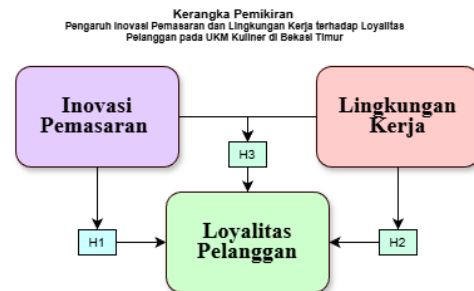 Kerangka Pemikiran
Pengaruh Inovasi Pemasaran dan Lingkungan Kerja terhadap Loyalitas
Pelanggan pada UKM Kuliner di Bekasi Timur
Inovasi
Pemasaran
Lingkungan
Kerja
H3
H1
Loyalitas
Pelanggan
H2